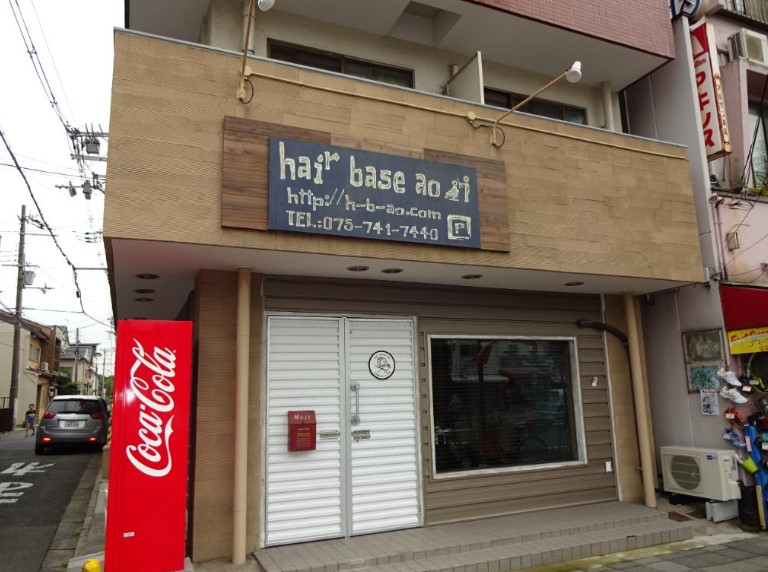 hair base ao
http://h-b-ao.com
TEL:075-741-7440 P
Coca-Cola
Mail